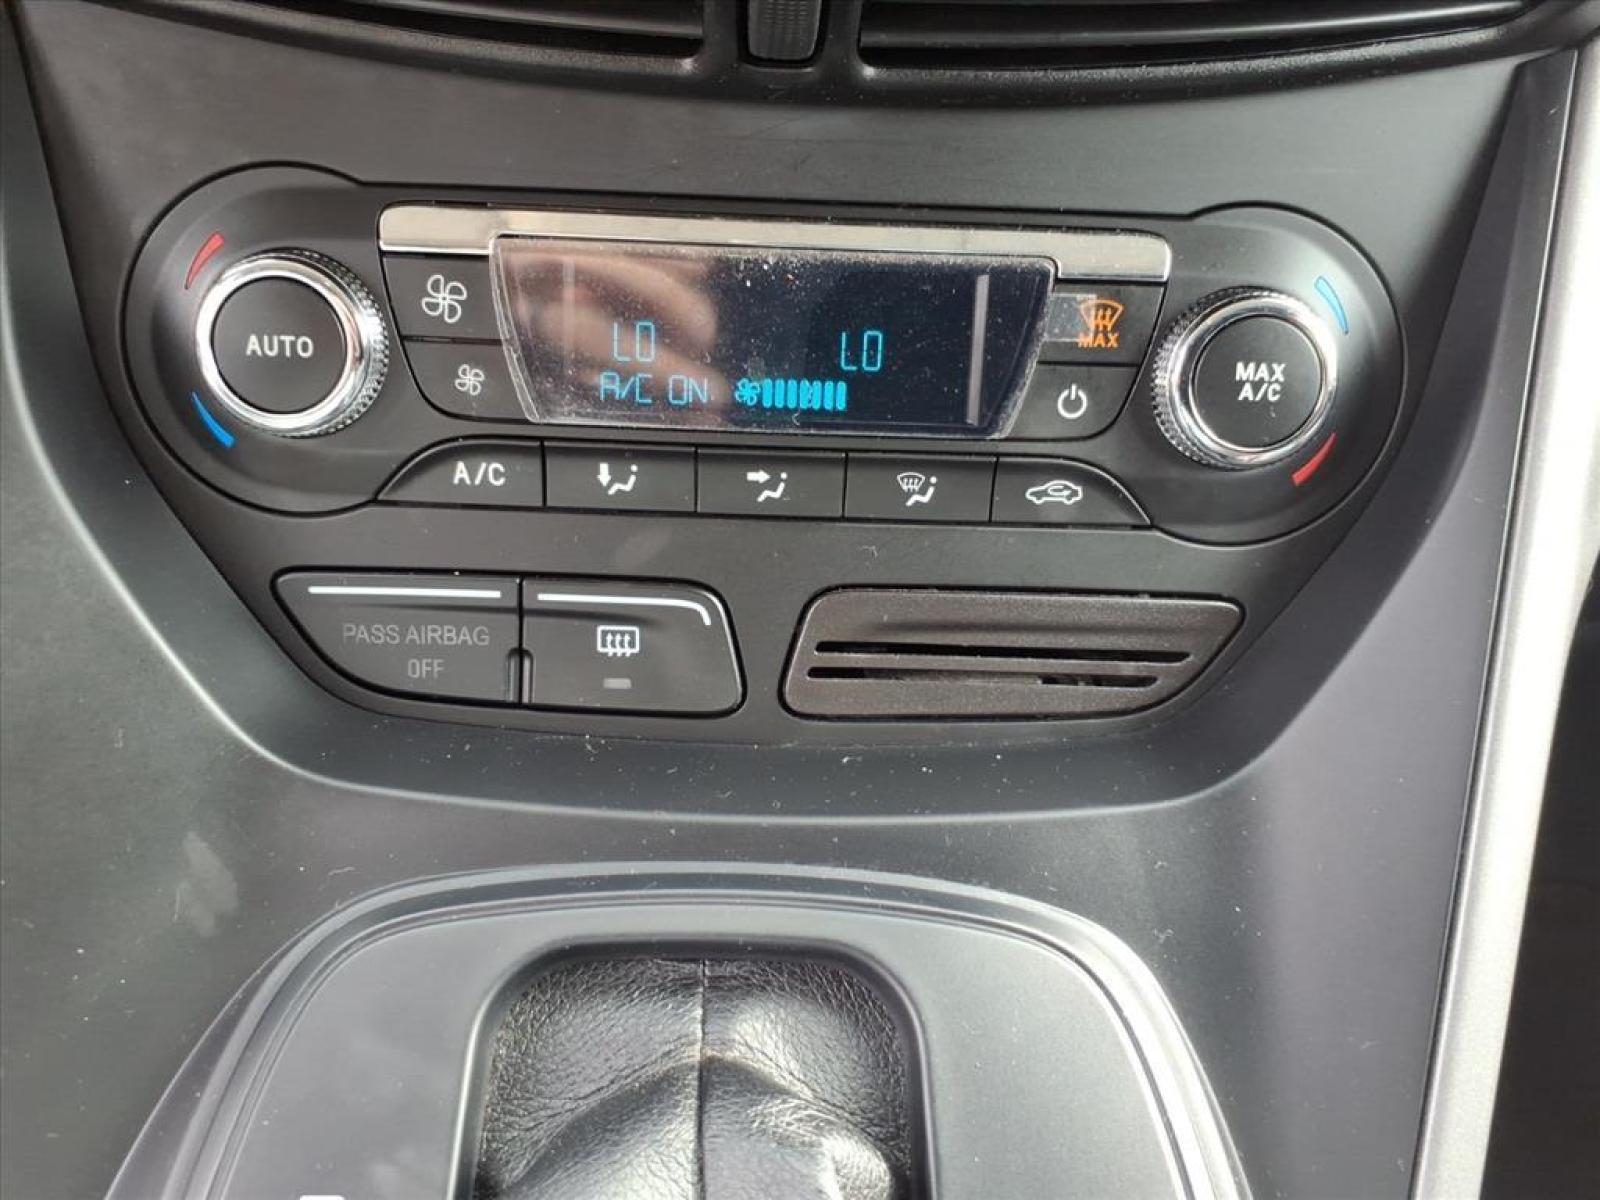 AUTO
LO LO
A/C ON
MAX
MAX
A/C
A/C
PASS AIRBAG
OFF